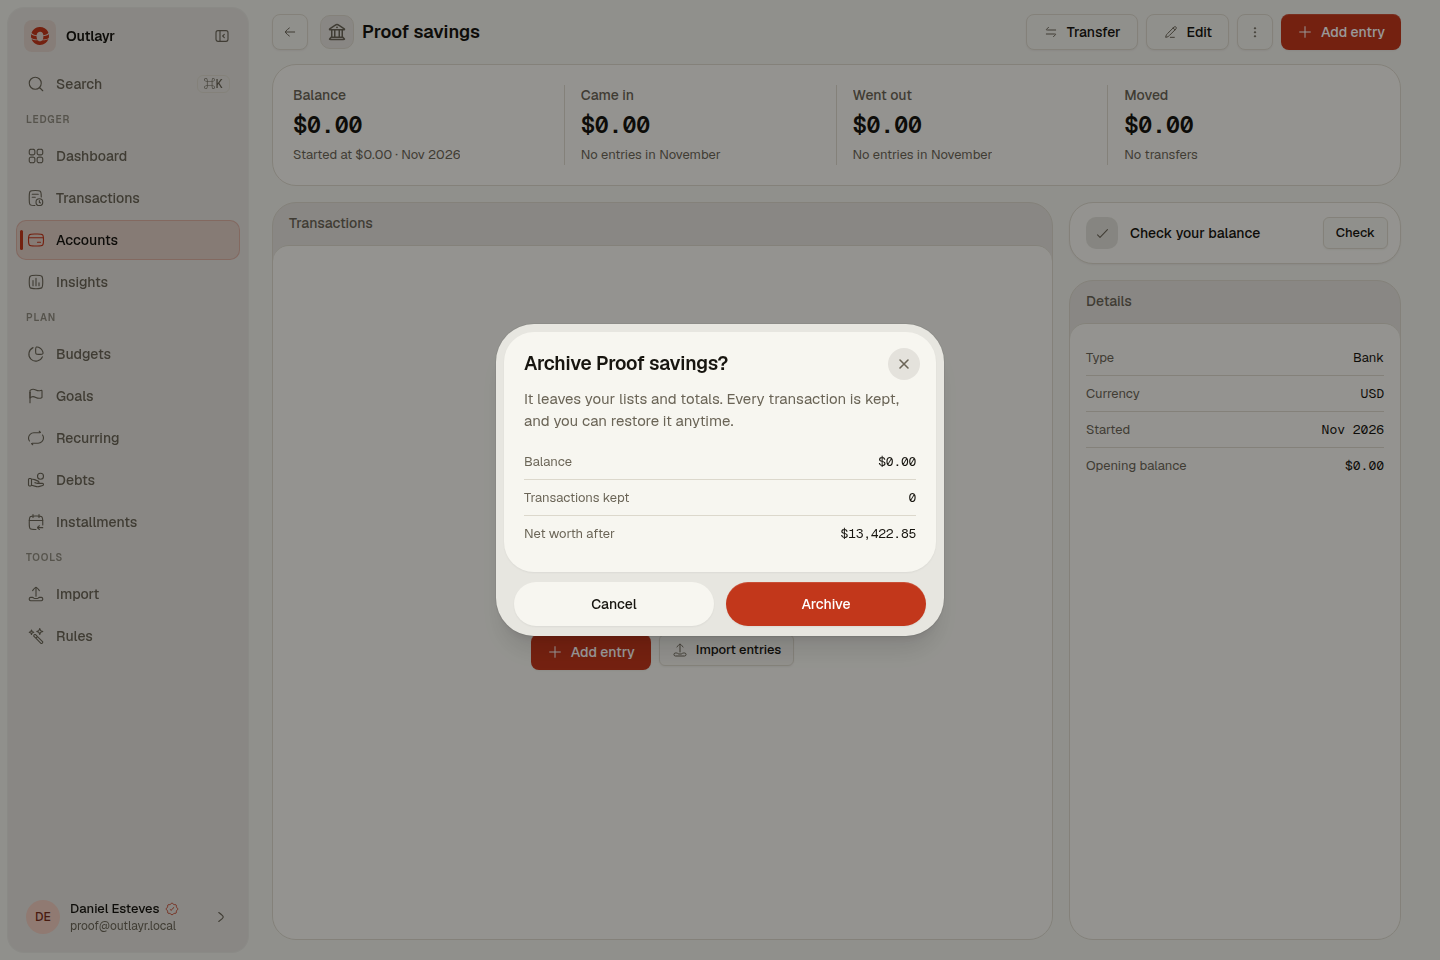 Outlayr
Search
⌘K
LEDGER
Dashboard
Transactions
Accounts
Insights
PLAN
Budgets
Goals
Recurring
Debts
Installments
TOOLS
Import
Rules
DE
Daniel Esteves
proof@outlayr.local
Proof savings
Transfer
Edit
Add entry
Balance
$0.00
Started at $0.00 · Nov 2026
Came in
$0.00
No entries in November
Went out
$0.00
No entries in November
Moved
$0.00
No transfers
Transactions
Add entry
Import entries
Check your balance
Check
Details
Type Bank
Currency USD
Started Nov 2026
Opening balance $0.00
Archive Proof savings?
It leaves your lists and totals. Every transaction is kept,
and you can restore it anytime.
Balance $0.00
Transactions kept 0
Net worth after $13,422.85
Cancel
Archive